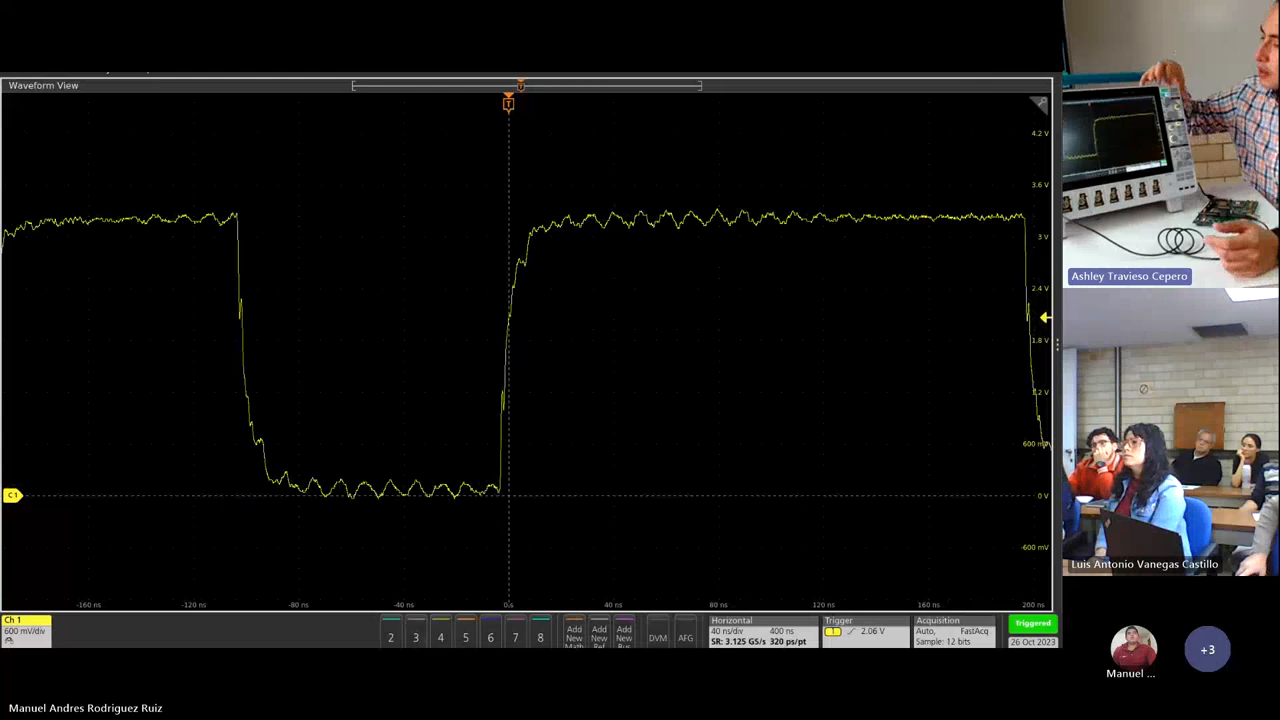 Waveform View
T
T
4.2 V
3.6 V
3 V
2.4 V
1.8 V
1.2 V
600 mV
0 V
-600 mV
C 1
-160 ns
-120 ns
-80 ns
-40 ns
0 s
40 ns
80 ns
120 ns
160 ns
200 ns
Ch 1
600 mV/div
2
3
4
5
6
7
8
Add
New
Math
Add
New
Ref
Add
New
Bus
DVM
AFG
Horizontal
40 ns/div
400 ns
SR: 3.125 GS/s
320 ps/pt
Trigger
1
2.06 V
Acquisition
Auto,
FastAcq
Sample: 12 bits
Triggered
26 Oct 2023
Ashley Travieso Cepero
Luis Antonio Vanegas Castillo
Manuel ...
+3
Manuel Andres Rodriguez Ruiz